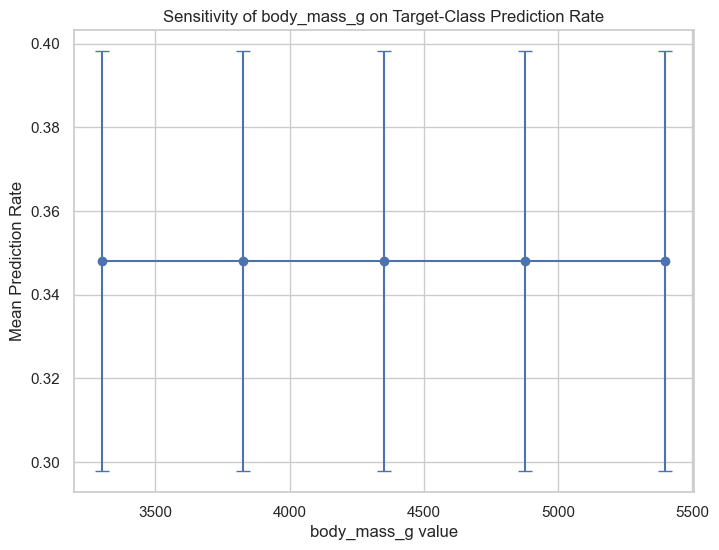 Sensitivity of body_mass_g on Target-Class Prediction Rate
Mean Prediction Rate
0.40
0.38
0.36
0.34
0.32
0.30
3500 4000 4500 5000 5500
body_mass_g value